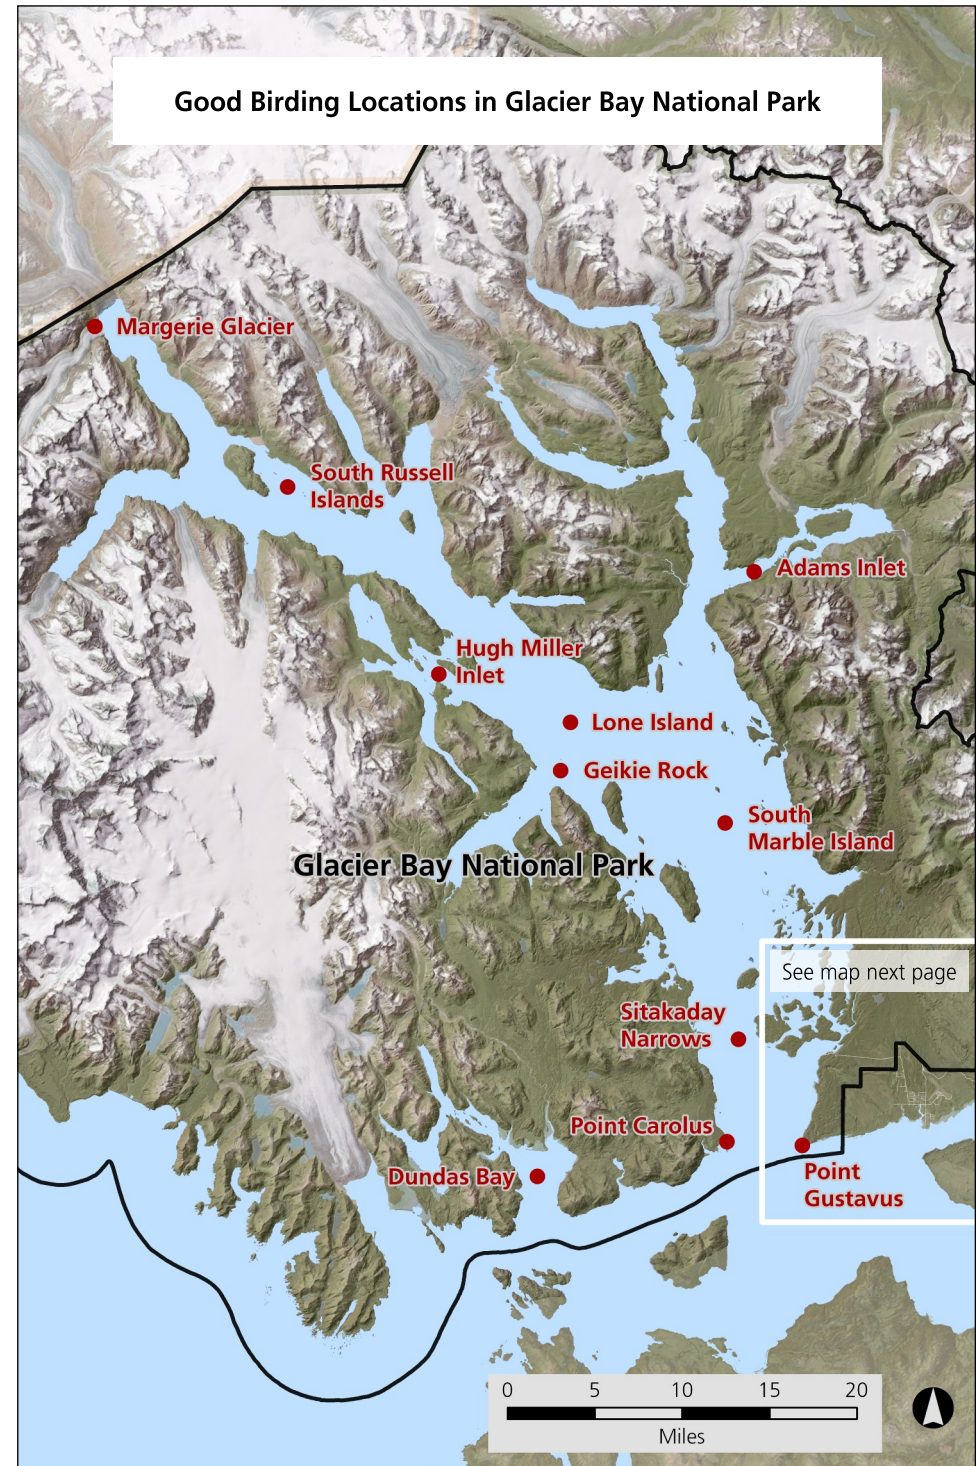 Good Birding Locations in Glacier Bay National Park
Margerie Glacier
South Russell
Islands
Adams Inlet
Hugh Miller
Inlet
Lone Island
Geikie Rock
South
Marble Island
Glacier Bay National Park
See map next page
Sitakaday
Narrows
Point Carolus
Dundas Bay
Point
Gustavus
0 5 10 15 20
Miles